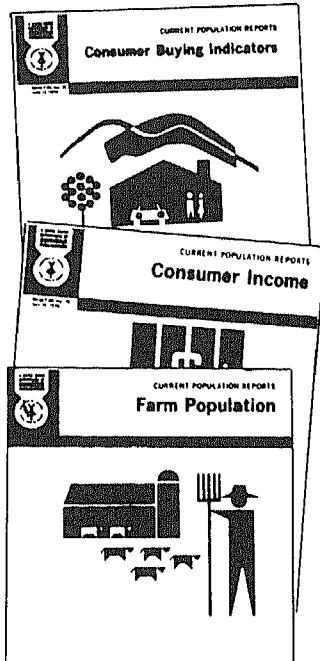 CURRENT POPULATION REPORTS
Consumer Buying Indicators
CURRENT POPULATION REPORTS
Consumer Income
CURRENT POPULATION REPORTS
Farm Population